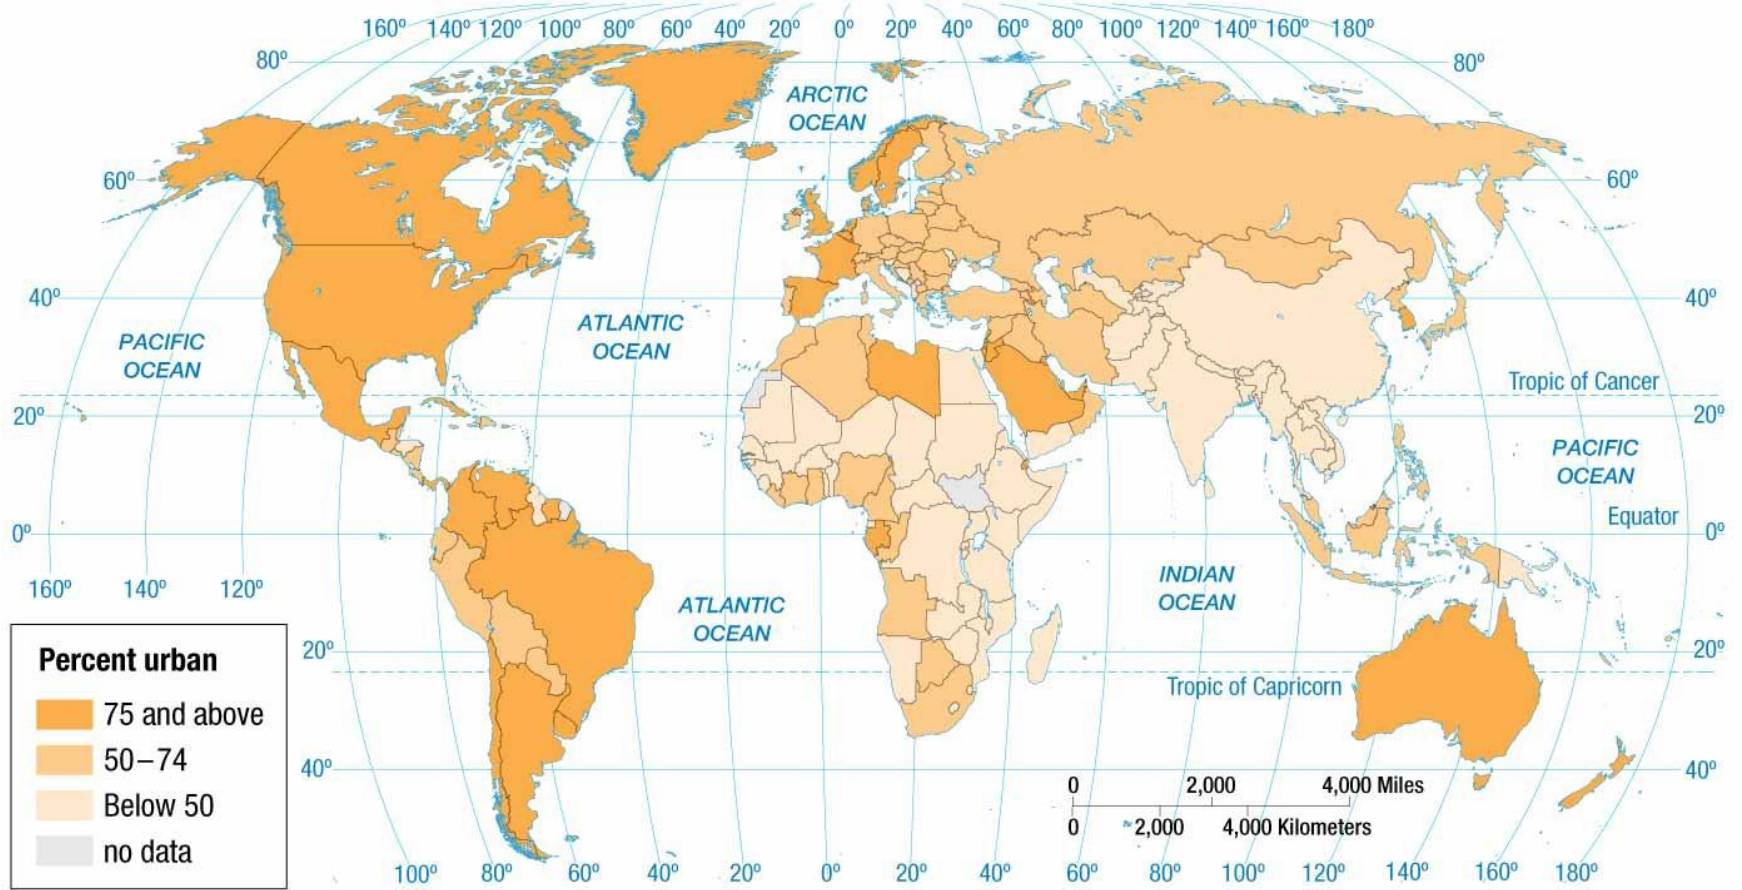 160º 140º 120º 100º 80º 60º 40º 20º 0º 20º 40º 60º 80º 100º 120º 140º 160º 180º
80º 80º
ARCTIC
OCEAN
60º 60º
40º 40º
PACIFIC
OCEAN
ATLANTIC
OCEAN
Tropic of Cancer
20º 20º
PACIFIC
OCEAN
Equator
0º 0º
160º 140º 120º
INDIAN
OCEAN
ATLANTIC
OCEAN
20º 20º
Tropic of Capricorn
40º 40º
Percent urban
75 and above
50–74
Below 50
no data
0 2,000 4,000 Miles
0 2,000 4,000 Kilometers
100º 80º 60º 40º 20º 0º 20º 40º 60º 80º 100º 120º 140º 160º 180º